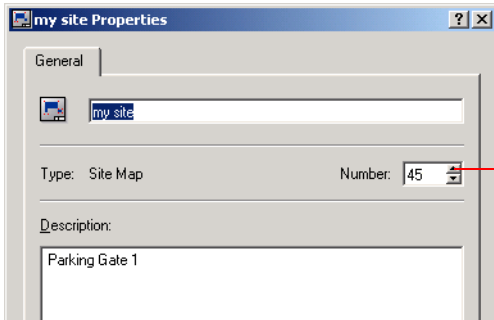 my site Properties
General
my site
Type: Site Map Number: 45
Description:
Parking Gate 1